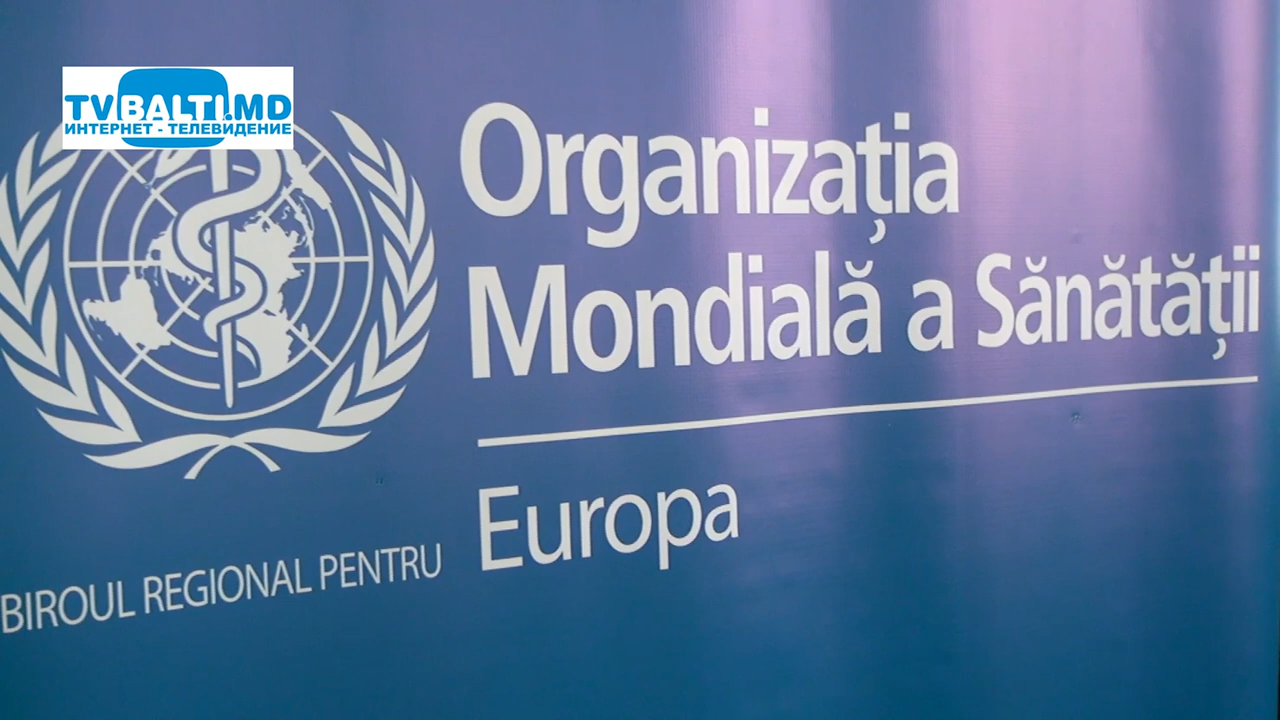 TVBALTI.MD
ИНТЕРНЕТ - ТЕЛЕВИДЕНИЕ
Organizația
Mondială a Sănătății
BIROUL REGIONAL PENTRU
Europa